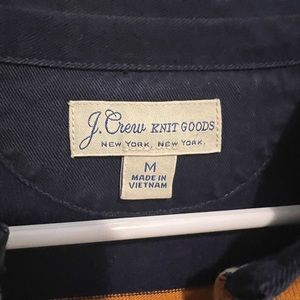 J. Crew KNIT GOODS
NEW YORK, NEW YORK.
M
MADE IN
VIETNAM